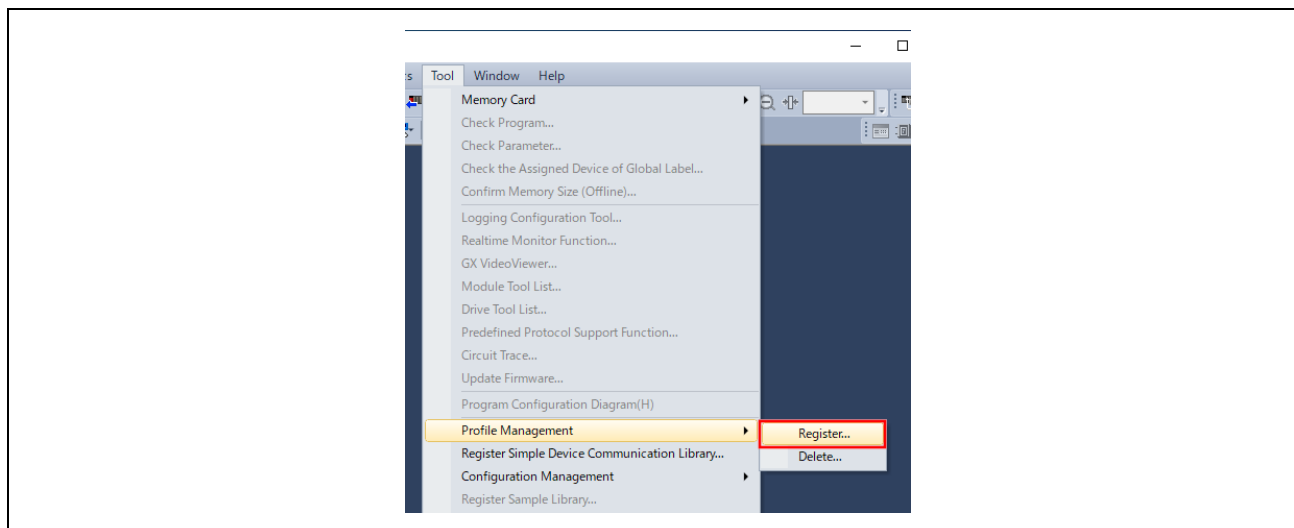 s Tool Window Help
Memory Card
Check Program...
Check Parameter...
Check the Assigned Device of Global Label...
Confirm Memory Size (Offline)...
Logging Configuration Tool...
Realtime Monitor Function...
GX VideoViewer...
Module Tool List...
Drive Tool List...
Predefined Protocol Support Function...
Circuit Trace...
Update Firmware...
Program Configuration Diagram(H)
Profile Management
Register...
Register Simple Device Communication Library...
Delete...
Configuration Management
Register Sample Library...